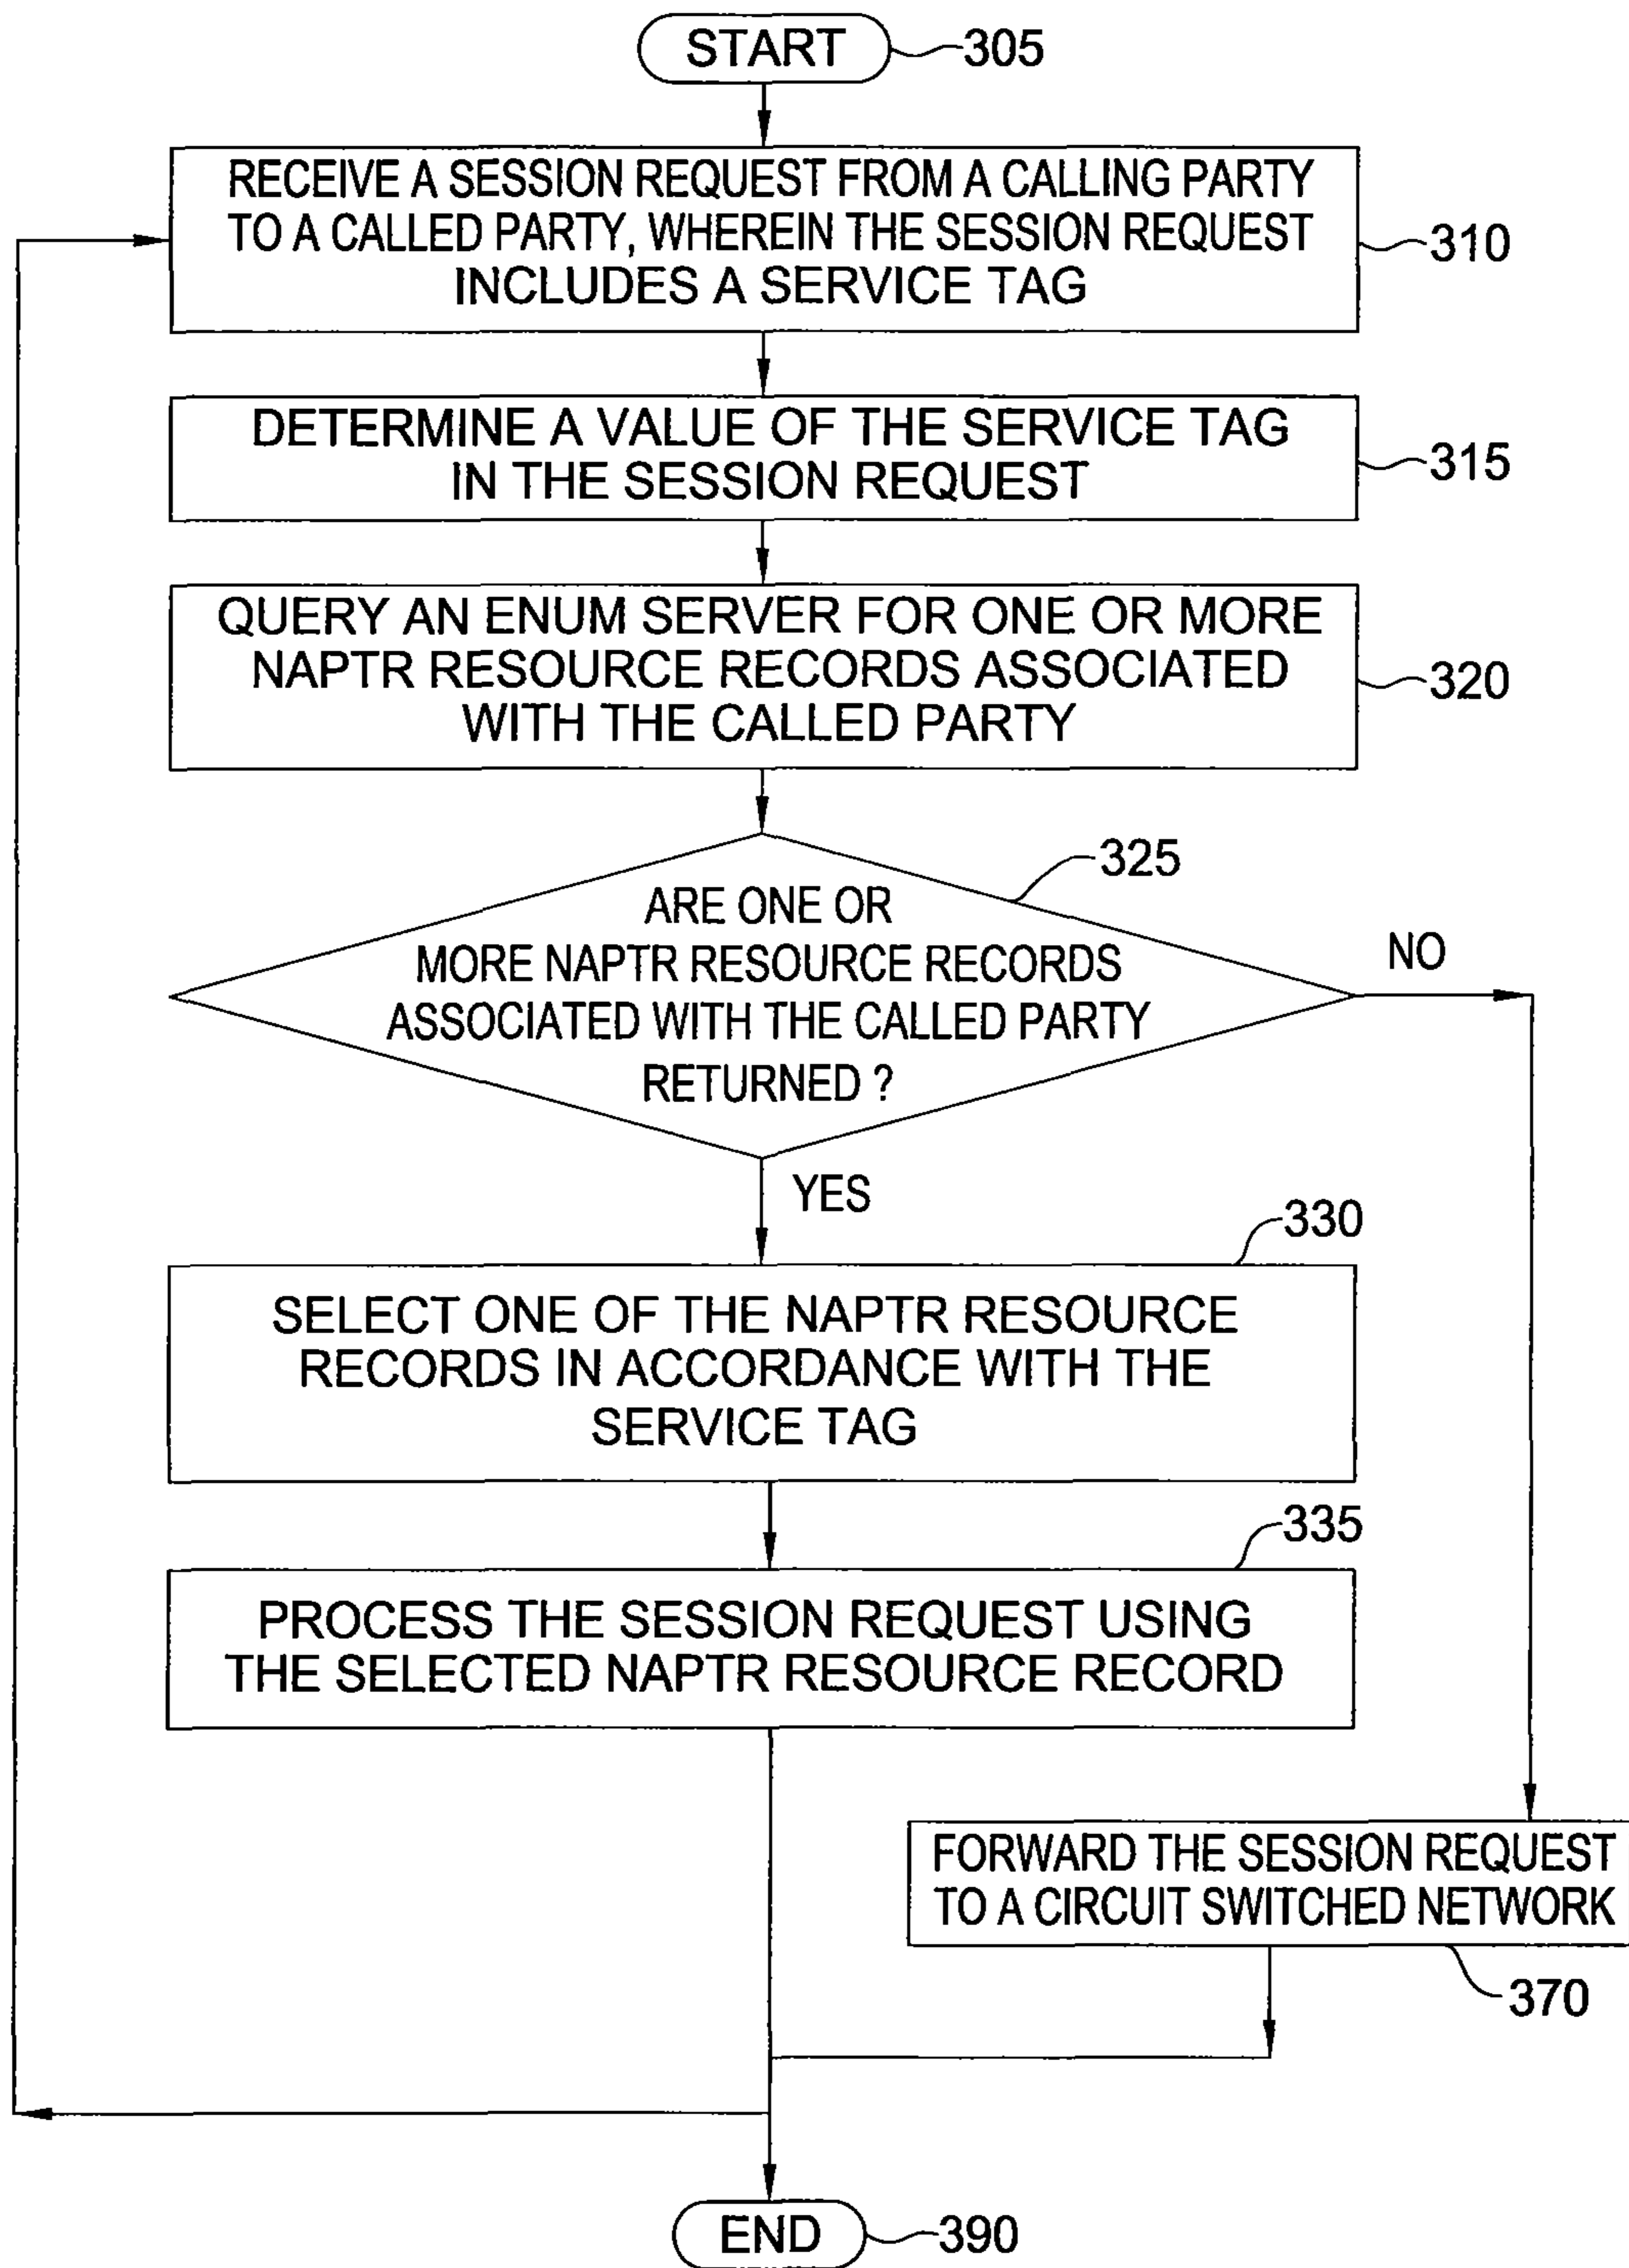 START
305
RECEIVE A SESSION REQUEST FROM A CALLING PARTY
TO A CALLED PARTY, WHEREIN THE SESSION REQUEST
INCLUDES A SERVICE TAG
310
DETERMINE A VALUE OF THE SERVICE TAG
IN THE SESSION REQUEST
315
QUERY AN ENUM SERVER FOR ONE OR MORE
NAPTR RESOURCE RECORDS ASSOCIATED
WITH THE CALLED PARTY
320
325
ARE ONE OR
MORE NAPTR RESOURCE RECORDS
ASSOCIATED WITH THE CALLED PARTY
RETURNED ?
NO
YES
330
SELECT ONE OF THE NAPTR RESOURCE
RECORDS IN ACCORDANCE WITH THE
SERVICE TAG
335
PROCESS THE SESSION REQUEST USING
THE SELECTED NAPTR RESOURCE RECORD
FORWARD THE SESSION REQUEST
TO A CIRCUIT SWITCHED NETWORK
370
END
390